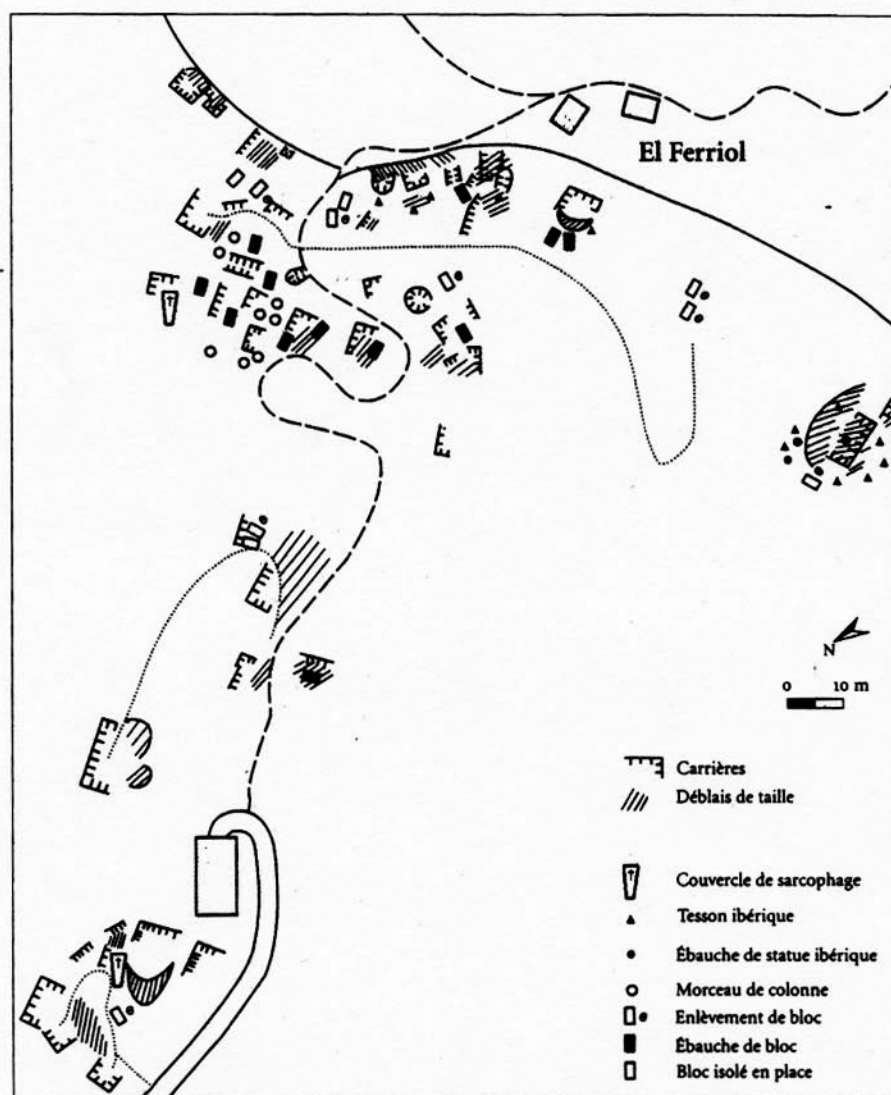 El Ferriol
N
0 10 m
Carrières
Déblais de taille
Couvercle de sarcophage
Tesson ibérique
Ébauche de statue ibérique
Morceau de colonne
Enlèvement de bloc
Ébauche de bloc
Bloc isolé en place